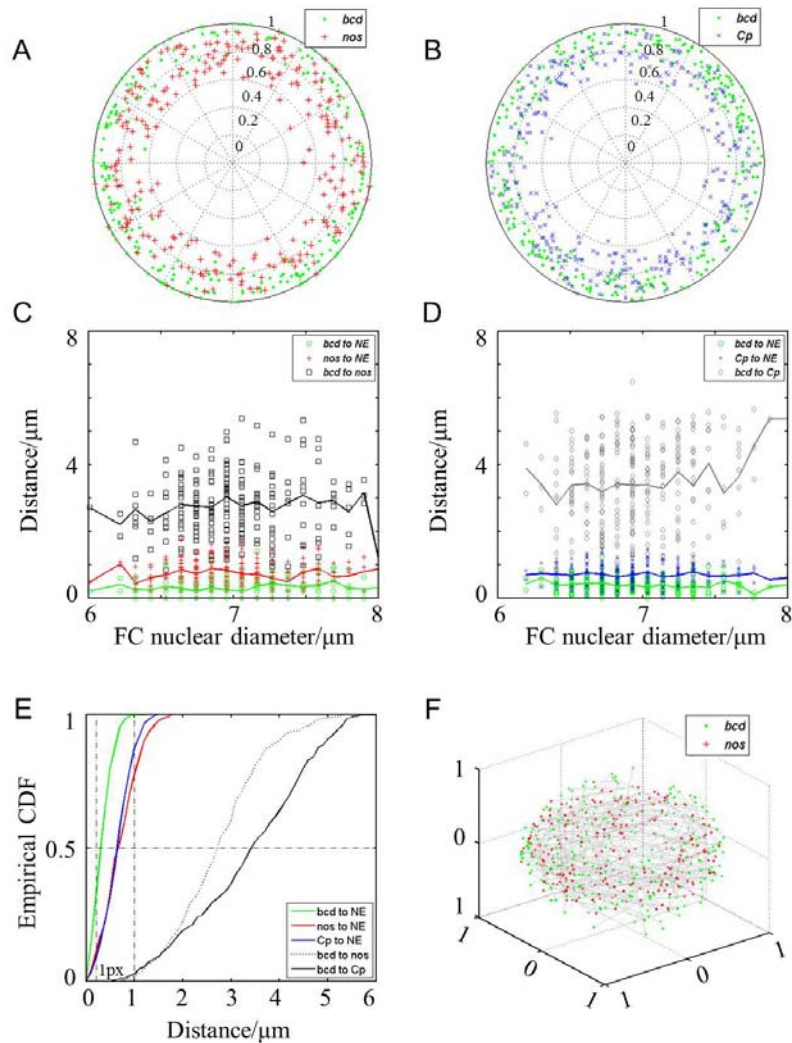 A
1
0.8
0.6
0.4
0.2
0
bcd
nos
B
1
0.8
0.6
0.4
0.2
0
bcd
Cp
C
8
4
0
6
7
8
Distance/μm
FC nuclear diameter/μm
bcd to NE
nos to NE
bcd to nos
D
8
4
0
6
7
8
Distance/μm
FC nuclear diameter/μm
bcd to NE
Cp to NE
bcd to Cp
E
1
0.5
0
Empirical CDF
1px
bcd to NE
nos to NE
Cp to NE
bcd to nos
bcd to Cp
0
1
2
3
4
5
6
Distance/μm
F
bcd
nos
1
0
1
1
0
1
1
0
1